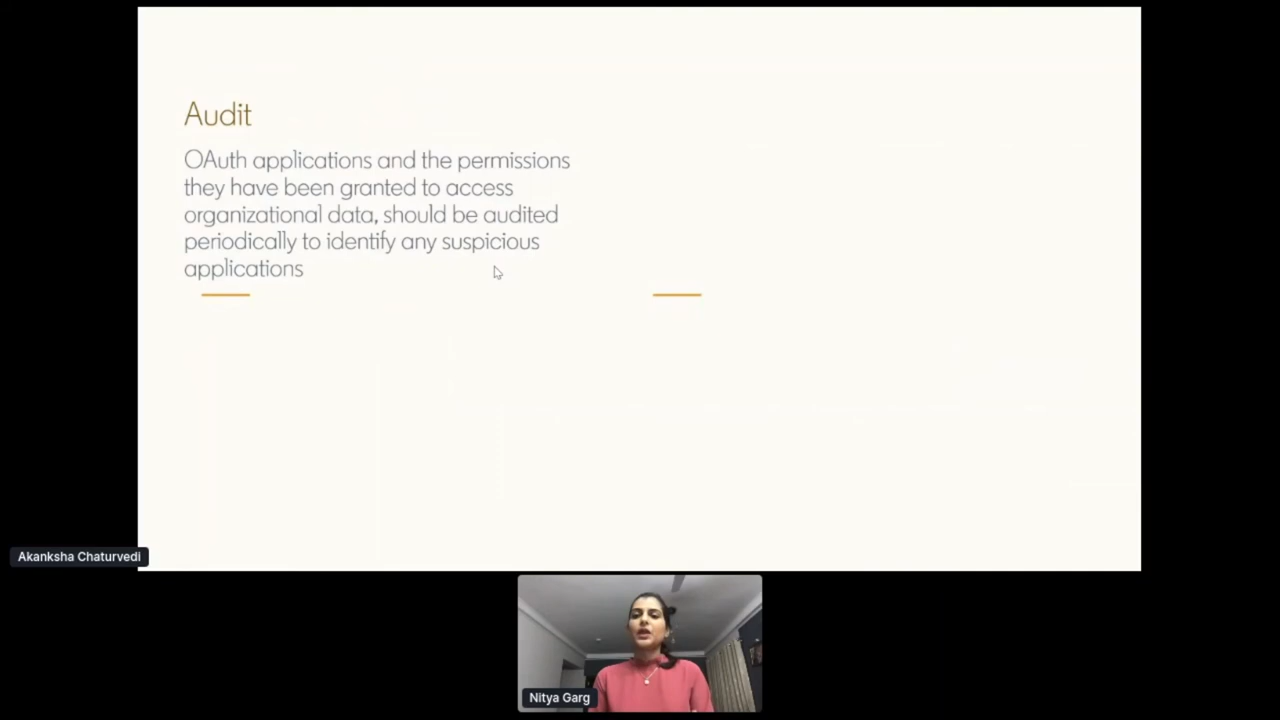 Audit
OAuth applications and the permissions
they have been granted to access
organizational data, should be audited
periodically to identify any suspicious
applications
Akanksha Chaturvedi
Nitya Garg